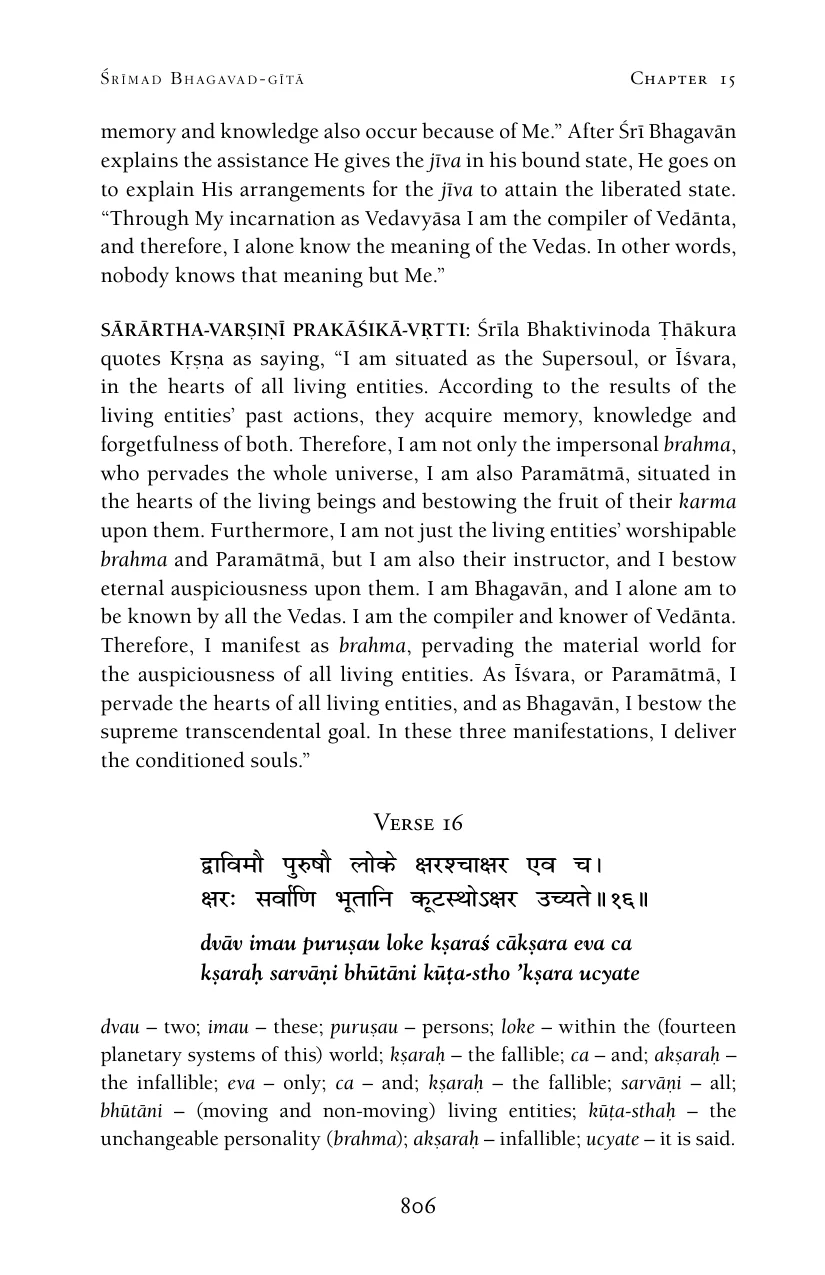 Śrīmad Bhagavad-gītā Chapter 15
memory and knowledge also occur because of Me.” After Śrī Bhagavān
explains the assistance He gives the jīva in his bound state, He goes on
to explain His arrangements for the jīva to attain the liberated state.
“Through My incarnation as Vedavyāsa I am the compiler of Vedānta,
and therefore, I alone know the meaning of the Vedas. In other words,
nobody knows that meaning but Me.”
SĀRĀRTHA-VARṢIṆĪ PRAKĀŚIKĀ-VṚTTI: Śrīla Bhaktivinoda Ṭhākura
quotes Kṛṣṇa as saying, “I am situated as the Supersoul, or Īśvara,
in the hearts of all living entities. According to the results of the
living entities’ past actions, they acquire memory, knowledge and
forgetfulness of both. Therefore, I am not only the impersonal brahma,
who pervades the whole universe, I am also Paramātmā, situated in
the hearts of the living beings and bestowing the fruit of their karma
upon them. Furthermore, I am not just the living entities’ worshipable
brahma and Paramātmā, but I am also their instructor, and I bestow
eternal auspiciousness upon them. I am Bhagavān, and I alone am to
be known by all the Vedas. I am the compiler and knower of Vedānta.
Therefore, I manifest as brahma, pervading the material world for
the auspiciousness of all living entities. As Īśvara, or Paramātmā, I
pervade the hearts of all living entities, and as Bhagavān, I bestow the
supreme transcendental goal. In these three manifestations, I deliver
the conditioned souls.”
Verse 16
द्वाविमौ पुरुषौ लोके क्षरश्चाक्षर एव च।
क्षरः सर्वाणि भूतानि कूटस्थोऽक्षर उच्यते॥१६॥
dvāv imau puruṣau loke kṣaraś cākṣara eva ca
kṣaraḥ sarvāṇi bhūtāni kūṭa-stho ’kṣara ucyate
dvau – two; imau – these; puruṣau – persons; loke – within the (fourteen
planetary systems of this) world; kṣaraḥ – the fallible; ca – and; akṣaraḥ –
the infallible; eva – only; ca – and; kṣaraḥ – the fallible; sarvāṇi – all;
bhūtāni – (moving and non-moving) living entities; kūṭa-sthaḥ – the
unchangeable personality (brahma); akṣaraḥ – infallible; ucyate – it is said.
806